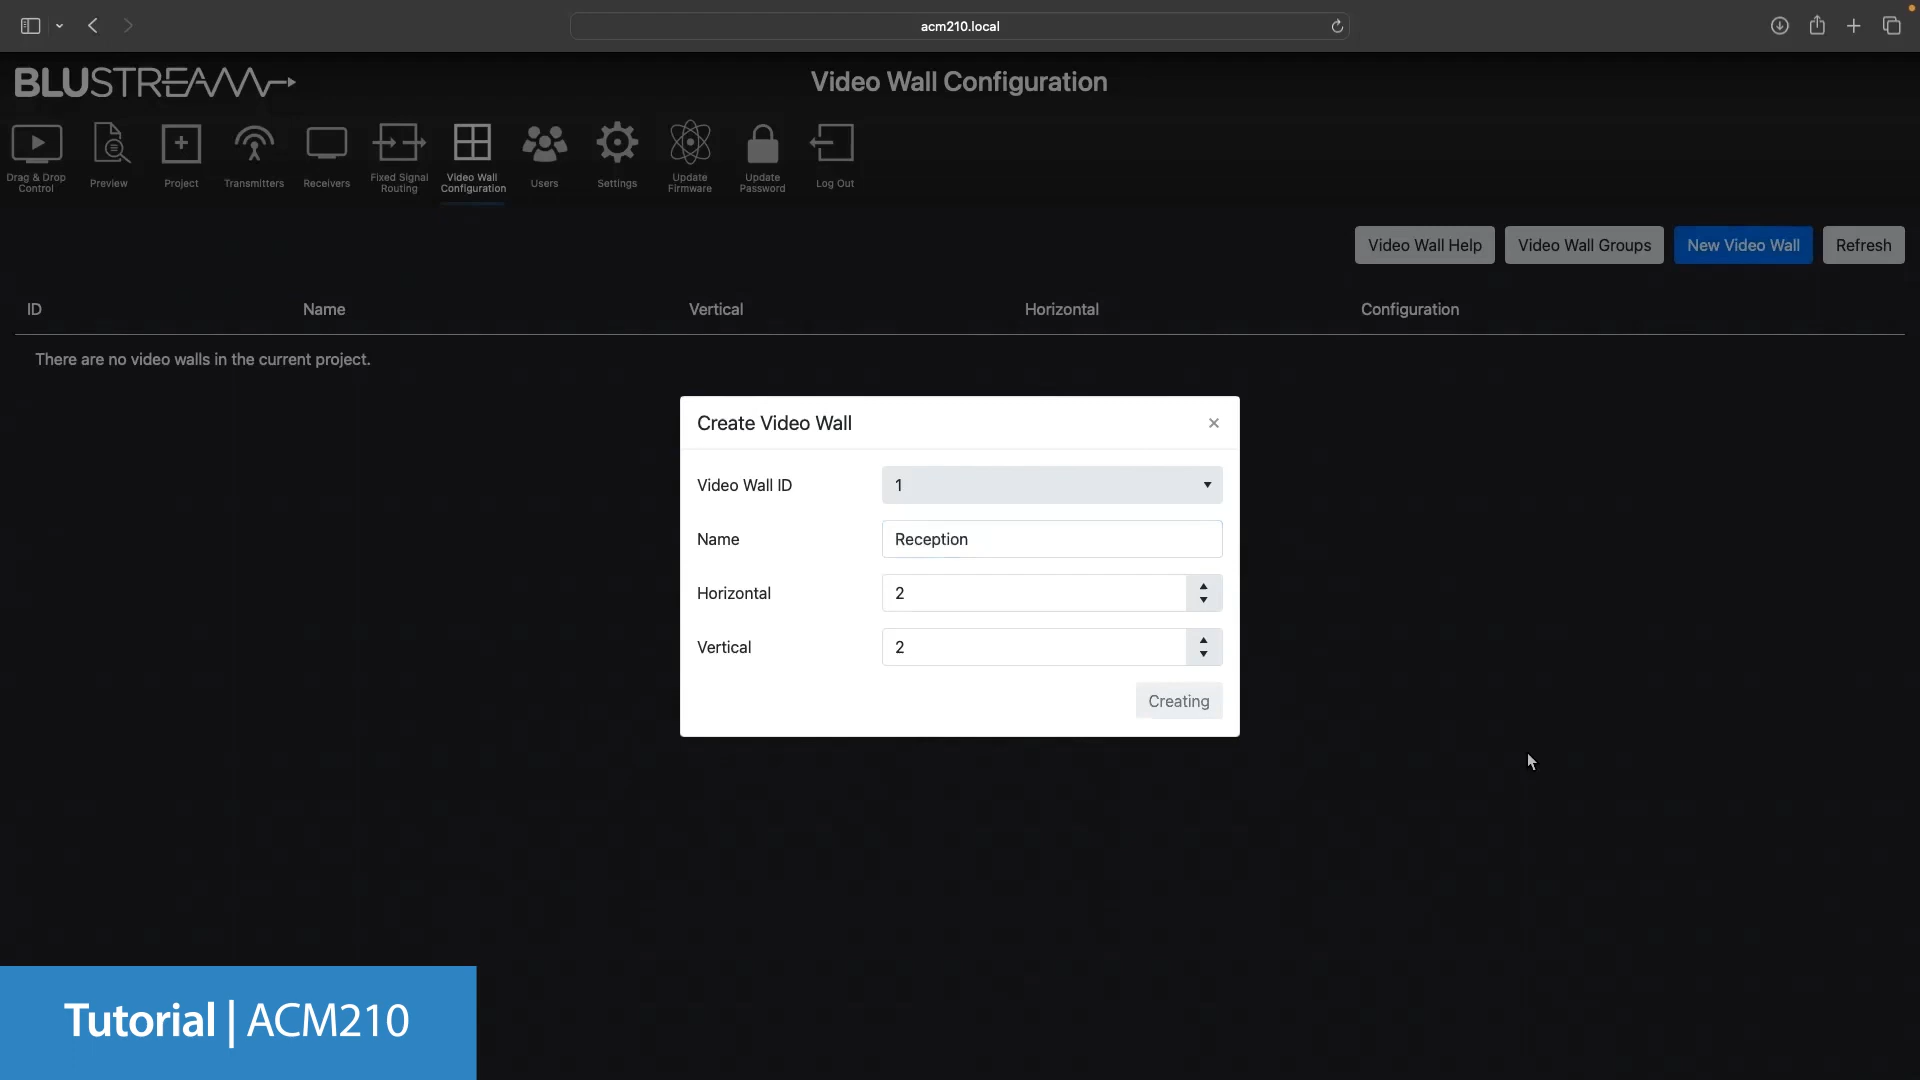 acm210.local
BLUSTREAM
Video Wall Configuration
Drag & Drop
Control
Preview
Project
Transmitters
Receivers
Fixed Signal
Routing
Video Wall
Configuration
Users
Settings
Update
Firmware
Update
Password
Log Out
Video Wall Help
Video Wall Groups
New Video Wall
Refresh
ID
Name
Vertical
Horizontal
Configuration
There are no video walls in the current project.
Create Video Wall
×
Video Wall ID
1
Name
Reception
Horizontal
2
Vertical
2
Creating
Tutorial | ACM210